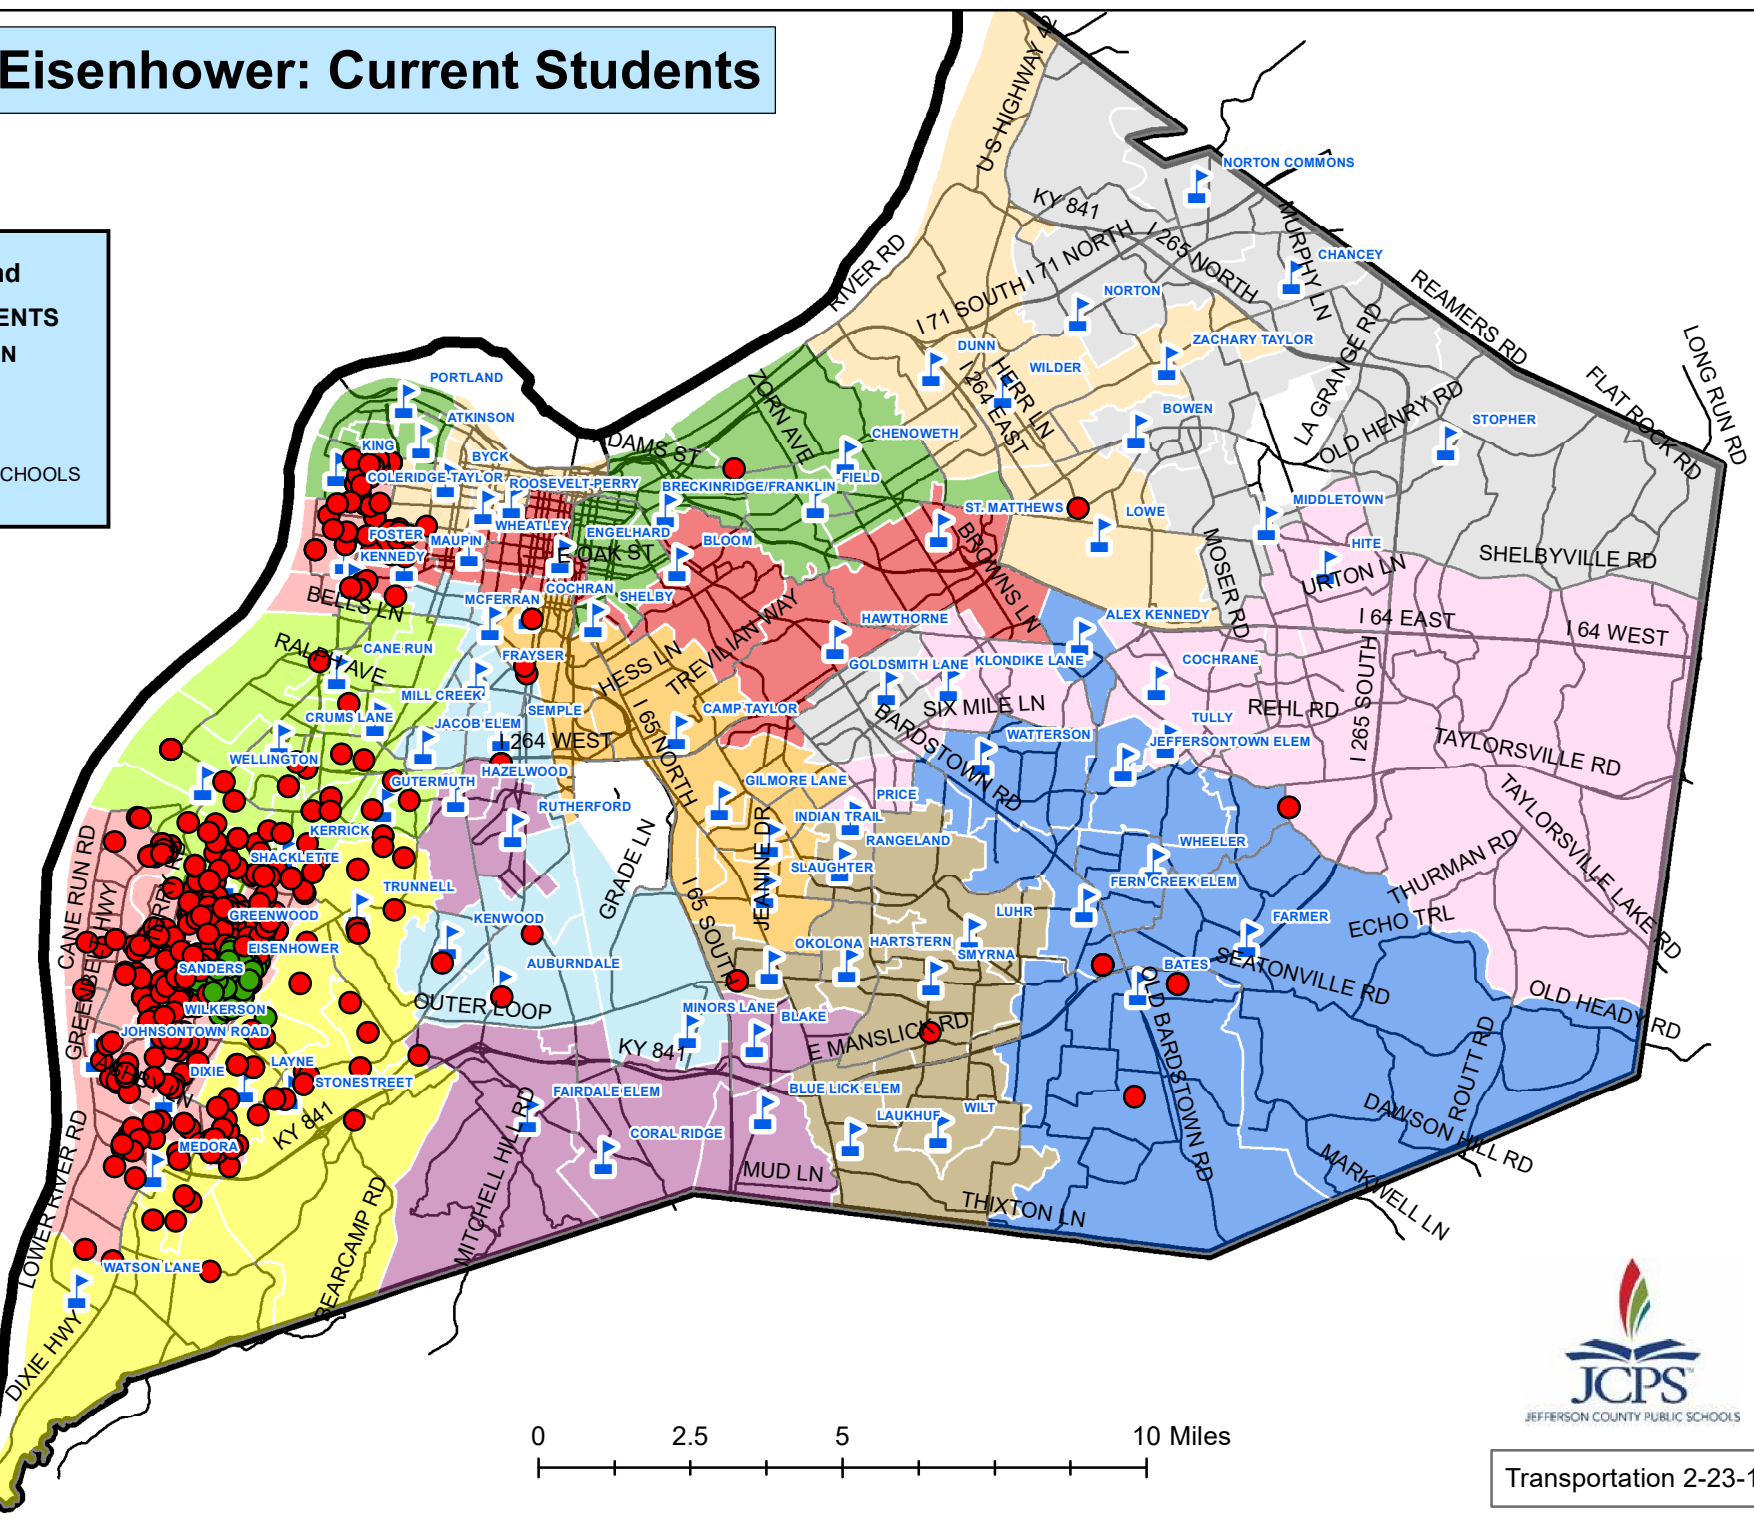 Eisenhower: Current Students
nd
ENTS
N
CHOOLS
U S HIGHWAY 42
NORTON COMMONS
KY 841
I 71 NORTH
I 265 NORTH
MURPHY LN
CHANCEY
RIVER RD
I 71 SOUTH
NORTON
REAMERS RD
LONG RUN RD
DUNN
HERR LN
WILDER
ZACHARY TAYLOR
LA GRANGE RD
FLAT ROCK RD
PORTLAND
ZORN AVE
I 264 EAST
BOWEN
OLD HENRY RD
STOPHER
ATKINSON
KING
ADAMS ST
CHENOWETH
BYCK
COLERIDGE-TAYLOR
ROOSEVELT-PERRY
BRECKINRIDGE/FRANKLIN
FIELD
ST. MATTHEWS
LOWE
MIDDLETOWN
WHEATLEY
FOSTER
MAUPIN
ENGELHARD
BLOOM
E OAK ST
BROWNS LN
MOSER RD
HITE
SHELBYVILLE RD
KENNEDY
URTON LN
BELLS LN
MCFERRAN
COCHRAN
SHELBY
HAWTHORNE
ALEX KENNEDY
I 64 EAST
I 64 WEST
RALPH AVE
CANE RUN
FRAYSER
HESS LN
TREVILIAN WAY
GOLDSMITH LANE
KLONDIKE LANE
COCHRANE
I 265 SOUTH
MILL CREEK
SEMPLE
CAMP TAYLOR
SIX MILE LN
REHL RD
CRUMS LANE
JACOB ELEM
I 264 WEST
I 65 NORTH
BARDSTOWN RD
WATTERSON
TULLY
JEFFERSONTOWN ELEM
TAYLORSVILLE RD
WELLINGTON
GUTERMUTH
HAZELWOOD
RUTHERFORD
GILMORE LANE
PRICE
KERRICK
INDIAN TRAIL
RANGELAND
WHEELER
TAYLORSVILLE LAKE RD
CANE RUN RD
SHACKLETTE
GRADE LN
JEANINE DR
SLAUGHTER
FERN CREEK ELEM
THURMAN RD
TRUNNELL
GREENWOOD
KENWOOD
I 65 SOUTH
LUHR
FARMER
ECHO TRL
EISENHOWER
OKOLONA
HARTSTERN
SMYRNA
SANDERS
AUBURNDALE
BATES
SEATONVILLE RD
WILKERSON
OUTER LOOP
MINORS LANE
BLAKE
OLD HEADY RD
JOHNSONTOWN ROAD
KY 841
E MANSLICK RD
OLD BARDSTOWN RD
ROUTT RD
LAYNE
DIXIE
STONESTREET
FAIRDALE ELEM
BLUE LICK ELEM
LAUKHUF
WILT
DAWSON HILL RD
KY 841
MEDORA
CORAL RIDGE
MUD LN
MARKWELL LN
LOWER RIVER RD
BEARCAMP RD
MITCHELL HILL RD
THIXTON LN
WATSON LANE
DIXIE HWY
JCPS
JEFFERSON COUNTY PUBLIC SCHOOLS
0 2.5 5 10 Miles
Transportation 2-23-1